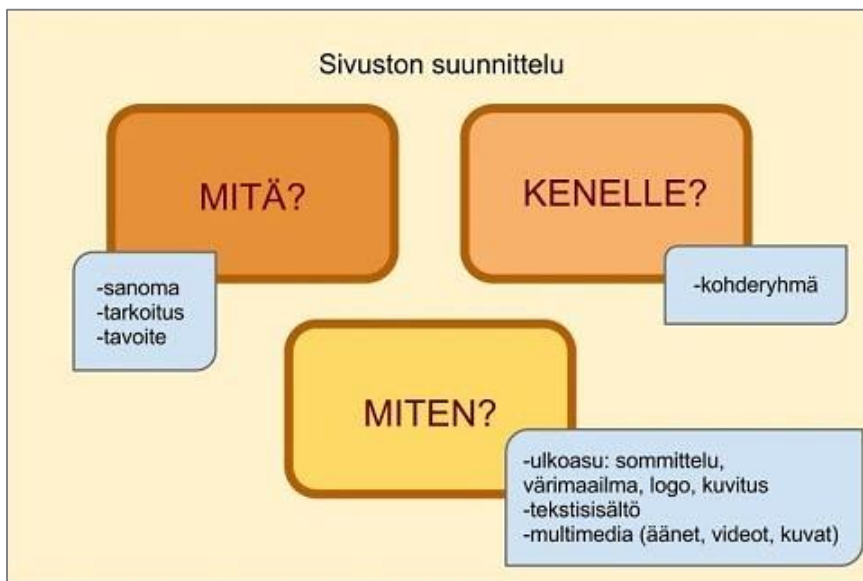 Sivuston suunnittelu
MITÄ?
-sanoma
-tarkoitus
-tavoite
KENELLE?
-kohderyhmä
MITEN?
-ulkoasu: sommittelu,
värimaailma, logo, kuvitus
-tekstisisältö
-multimedia (äänet, videot, kuvat)